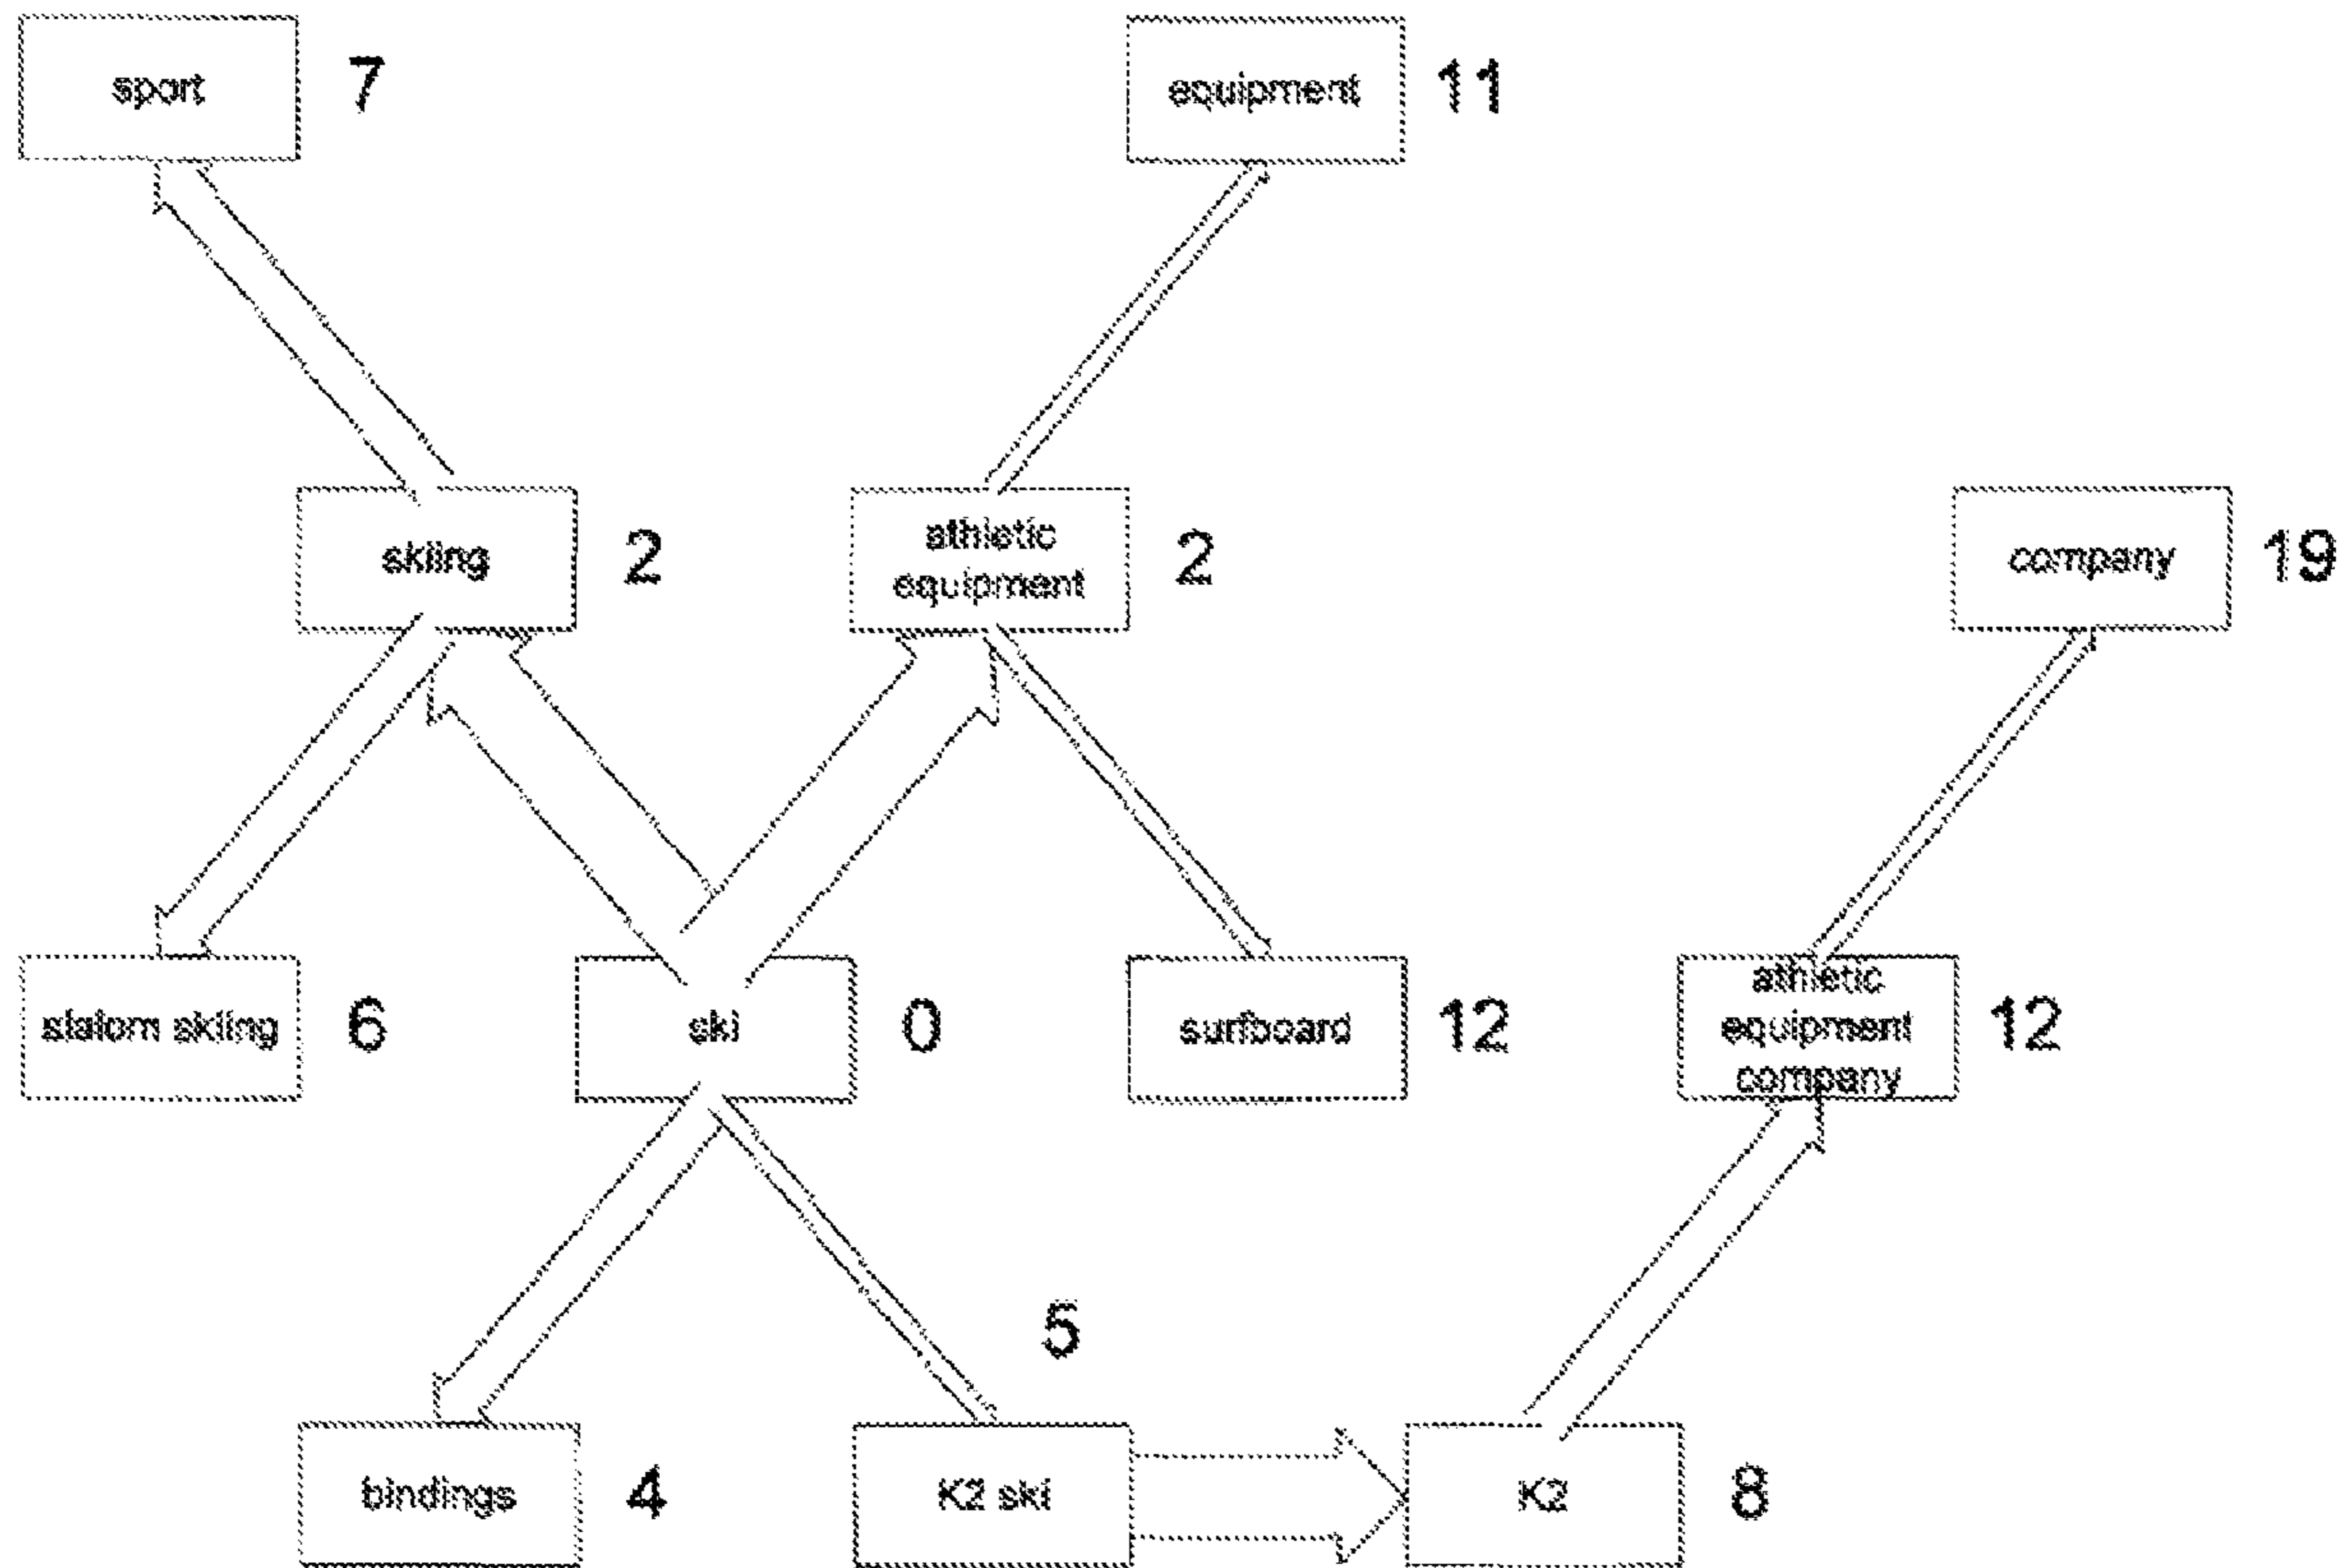 sport 7
equipment 11
skiing 2
athletic
equipment 2
company 19
slalom skiing 6
ski 0
surfboard 12
athletic
equipment
company 12
5
bindings 4
K2 ski
K2 8